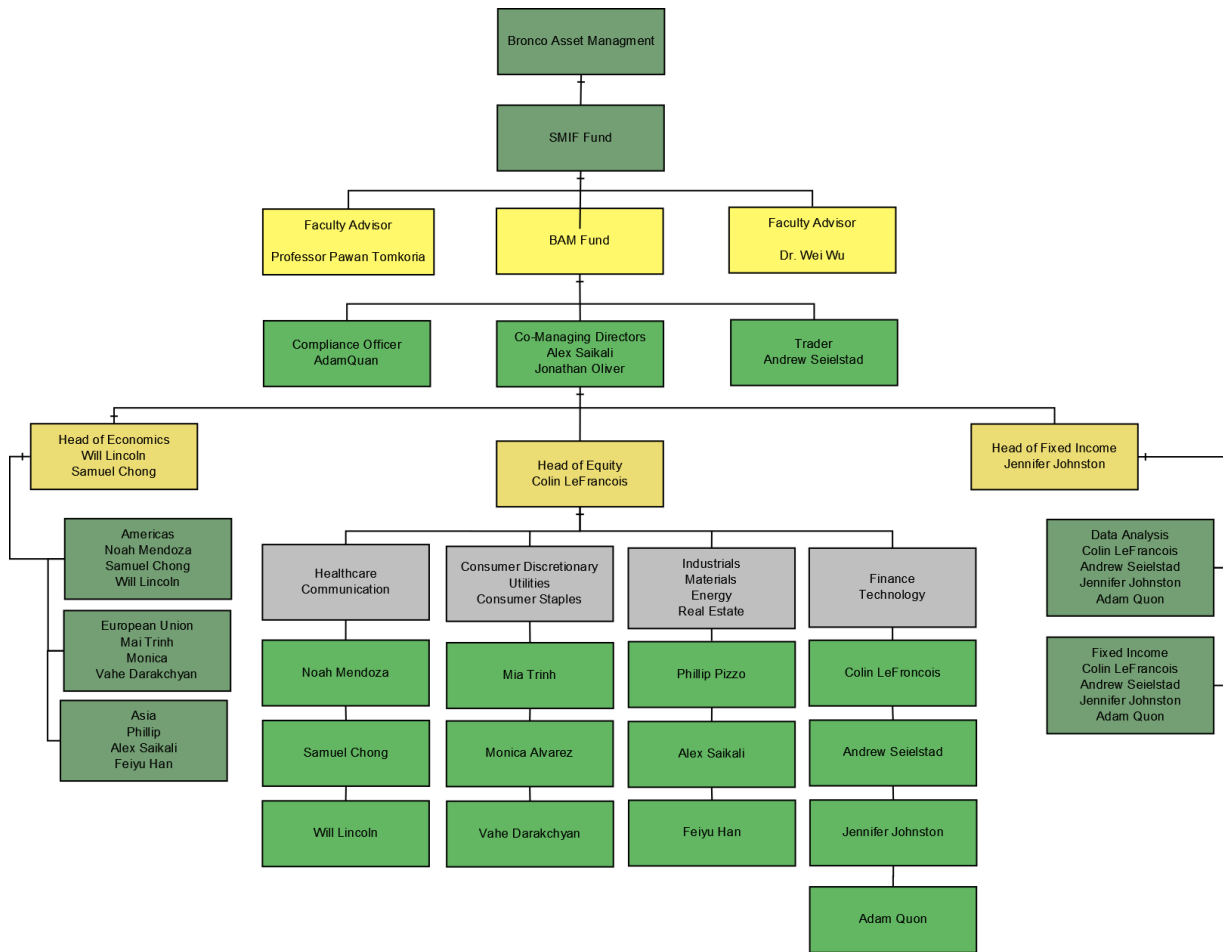 Bronco Asset Managment
SMIF Fund
Faculty Advisor
Professor Pawan Tomkoria
BAM Fund
Faculty Advisor
Dr. Wei Wu
Compliance Officer
AdamQuan
Co-Managing Directors
Alex Saikali
Jonathan Oliver
Trader
Andrew Seielstad
Head of Economics
Will Lincoln
Samuel Chong
Head of Equity
Colin LeFrancois
Head of Fixed Income
Jennifer Johnston
Americas
Noah Mendoza
Samuel Chong
Will Lincoln
European Union
Mai Trinh
Monica
Vahe Darakchyan
Asia
Phillip
Alex Saikali
Feiyu Han
Healthcare
Communication
Noah Mendoza
Samuel Chong
Will Lincoln
Consumer Discretionary
Utilities
Consumer Staples
Mia Trinh
Monica Alvarez
Vahe Darakchyan
Industrials
Materials
Energy
Real Estate
Phillip Pizzo
Alex Saikali
Feiyu Han
Finance
Technology
Colin LeFroncois
Andrew Seielstad
Jennifer Johnston
Adam Quon
Data Analysis
Colin LeFrancois
Andrew Seielstad
Jennifer Johnston
Adam Quon
Fixed Income
Colin LeFrancois
Andrew Seielstad
Jennifer Johnston
Adam Quon